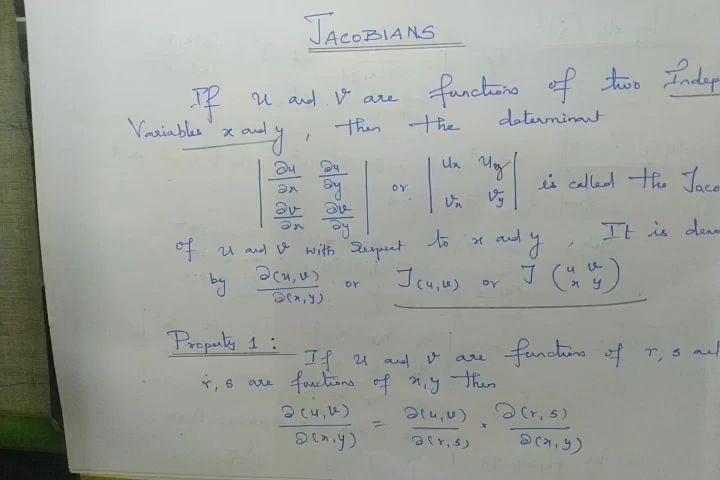 JACOBIANS
If u and v are functions of two Indep
Variables x and y, then the determinant
| ∂u/∂x ∂u/∂y | or | ux uy | is called the Jaco
| ∂v/∂x ∂v/∂y | | vx vy |
of u and v with respect to x and y, It is deno
by ∂(u,v)/∂(x,y) or J(u,v) or J (u v / x y)
Property 1: If u and v are functions of r, s and
r, s are functions of x, y then
∂(u,v)/∂(x,y) = ∂(u,v)/∂(r,s) × ∂(r,s)/∂(x,y)